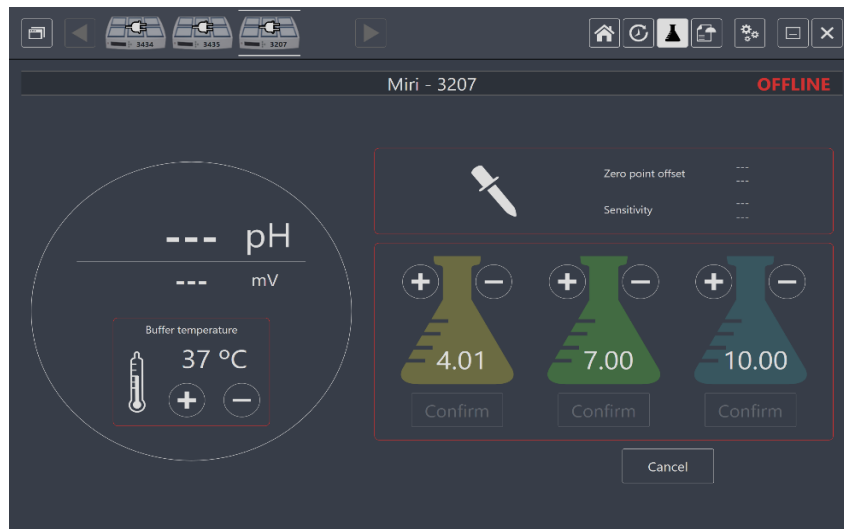 3434 3435 3207
Miri - 3207 OFFLINE
Zero point offset ---
---
Sensitivity ---
---
--- pH
--- mV
Buffer temperature
37 ºC
4.01 7.00 10.00
Confirm Confirm Confirm
Cancel